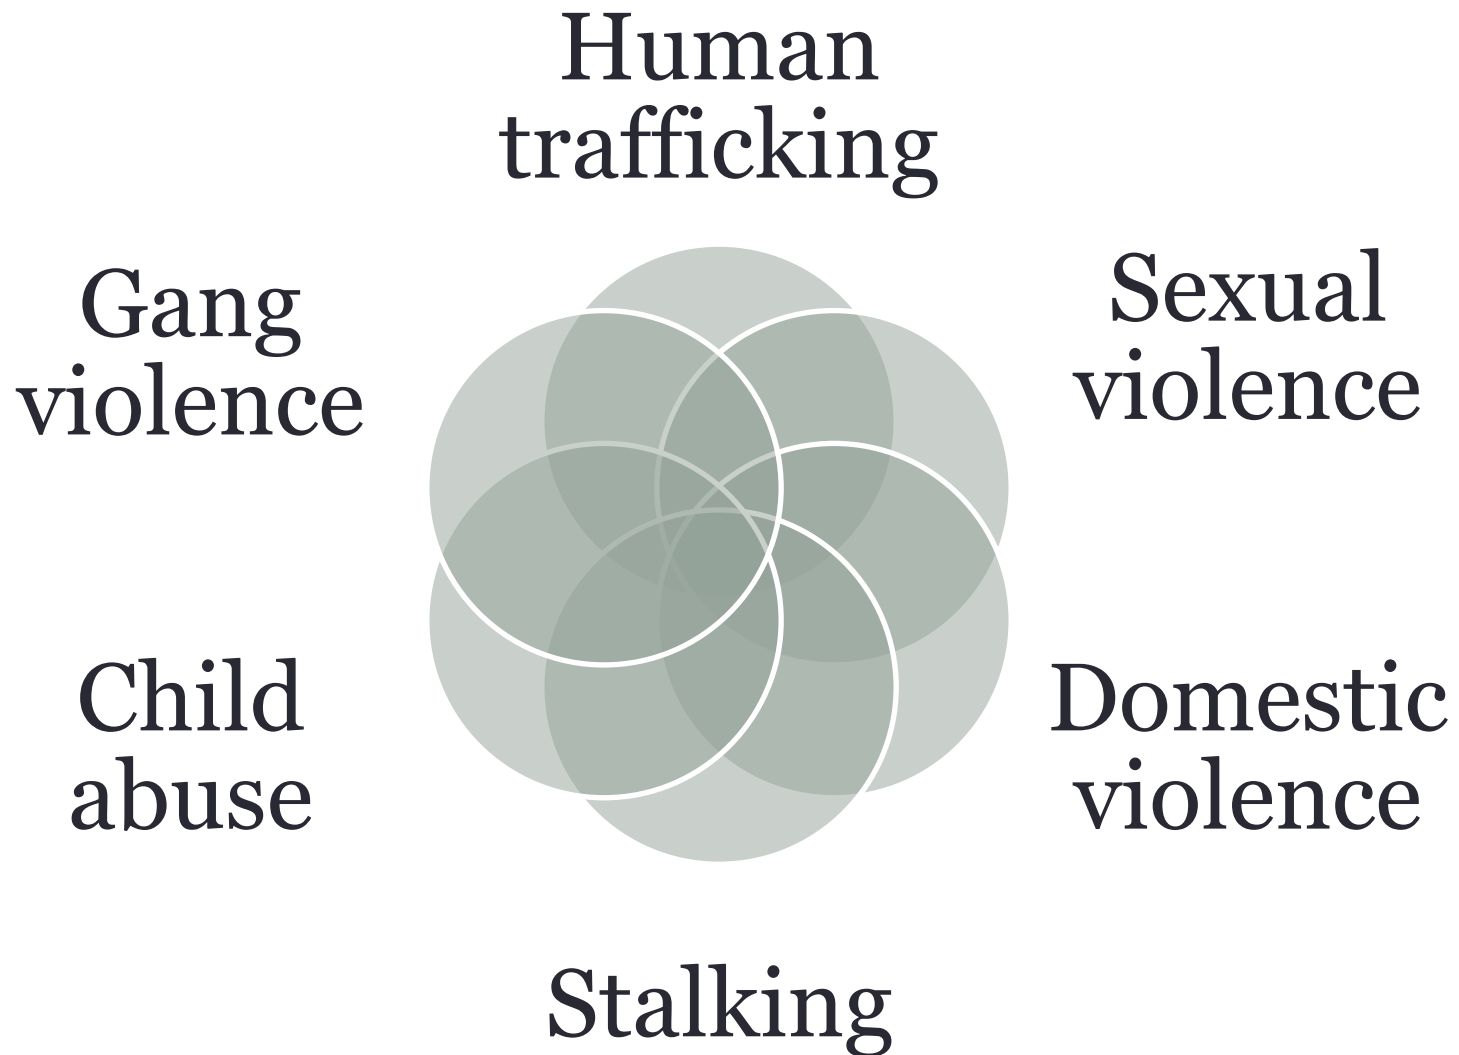 Human
trafficking
Gang
violence
Sexual
violence
Child
abuse
Domestic
violence
Stalking